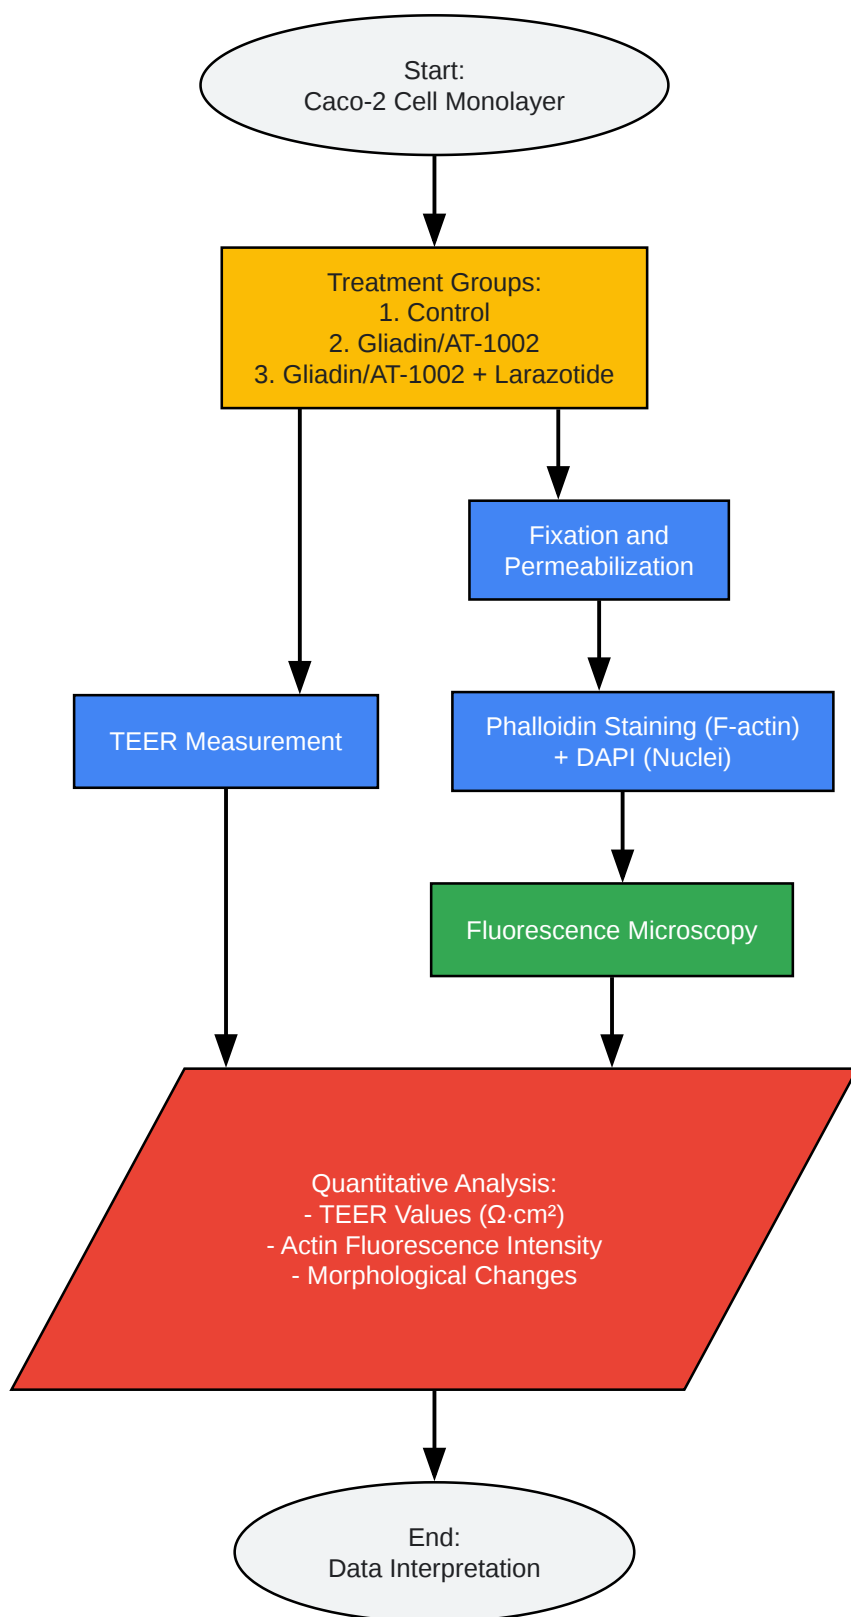 Start:
Caco-2 Cell Monolayer
Treatment Groups:
1. Control
2. Gliadin/AT-1002
3. Gliadin/AT-1002 + Larazotide
Fixation and
Permeabilization
TEER Measurement
Phalloidin Staining (F-actin)
+ DAPI (Nuclei)
Fluorescence Microscopy
Quantitative Analysis:
- TEER Values (Ω·cm²)
- Actin Fluorescence Intensity
- Morphological Changes
End:
Data Interpretation